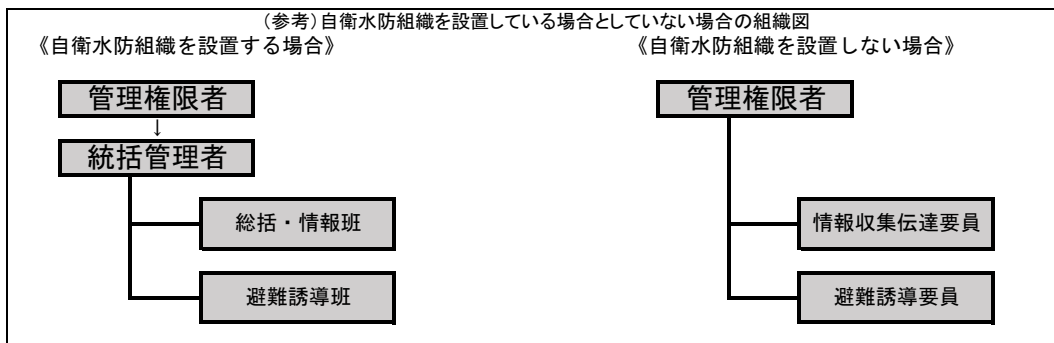 （参考）自衛水防組織を設置している場合としていない場合の組織図
《自衛水防組織を設置する場合》
《自衛水防組織を設置しない場合》
管理権限者
↓
統括管理者
総括・情報班
避難誘導班
管理権限者
情報収集伝達要員
避難誘導要員